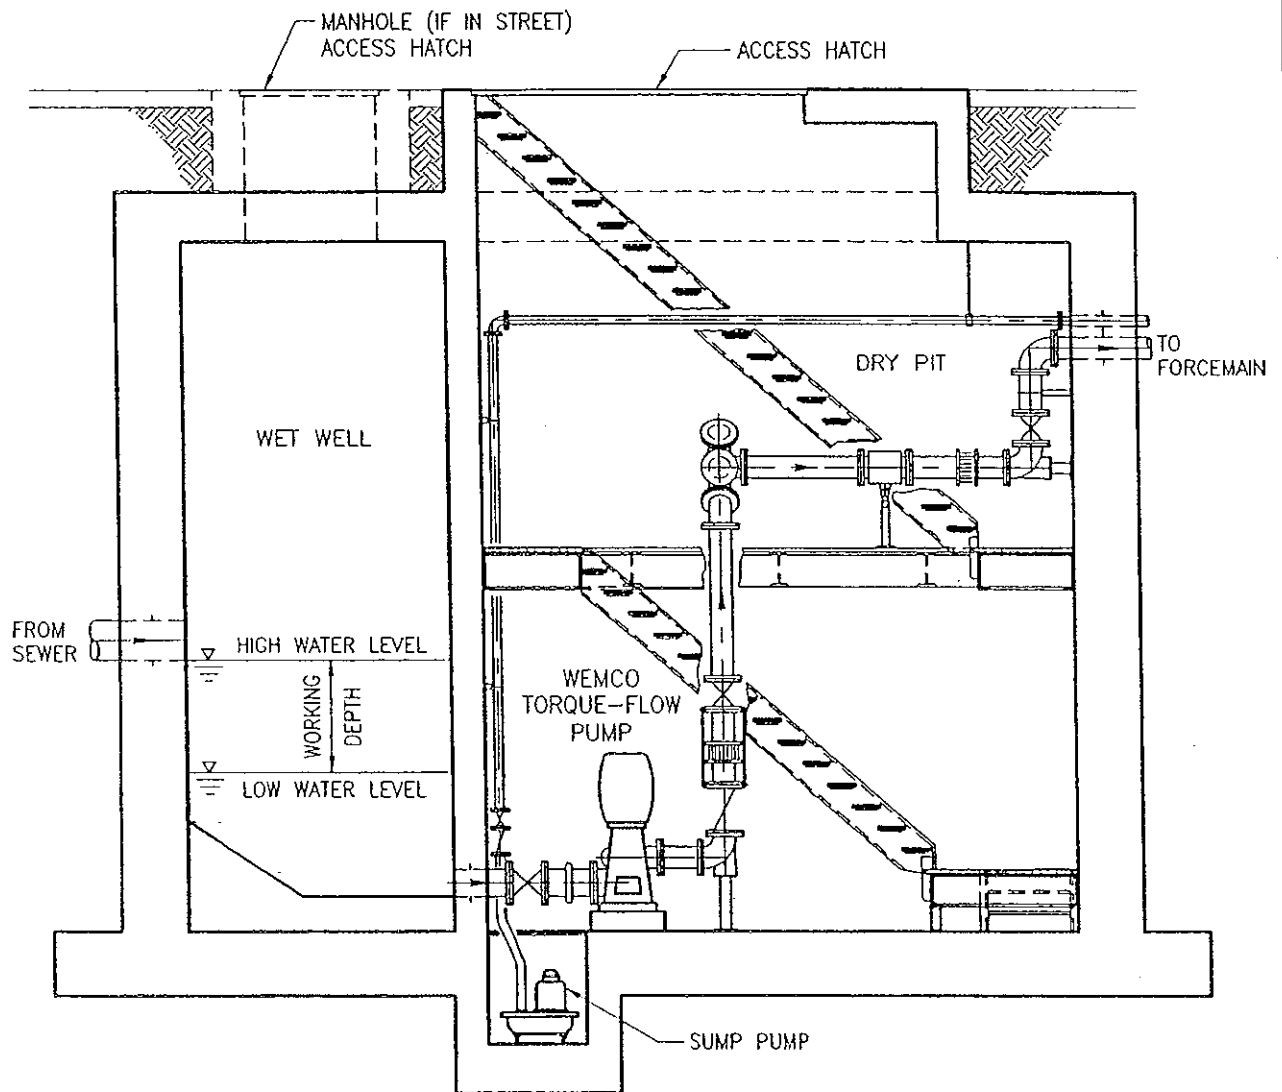 MANHOLE (IF IN STREET)
ACCESS HATCH
ACCESS HATCH
TO
FORCEMAIN
DRY PIT
WET WELL
FROM
SEWER
HIGH WATER LEVEL
WORKING
DEPTH
LOW WATER LEVEL
WEMCO
TORQUE-FLOW
PUMP
SUMP PUMP